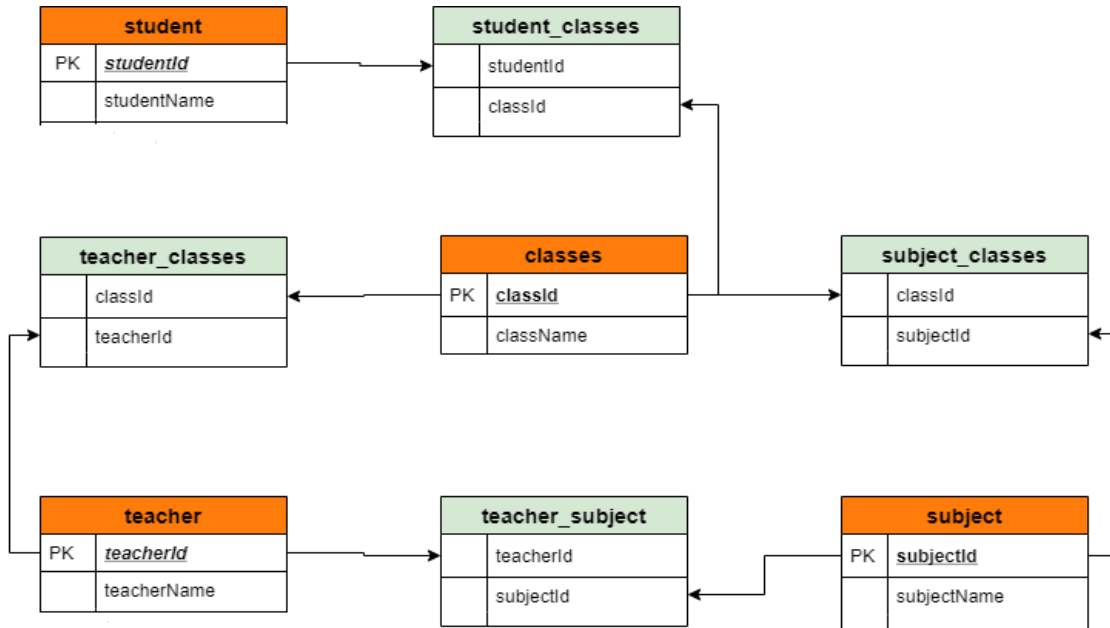 student
PK studentId
studentName
student_classes
studentId
classId
teacher_classes
classId
teacherId
classes
PK classId
className
subject_classes
classId
subjectId
teacher
PK teacherId
teacherName
teacher_subject
teacherId
subjectId
subject
PK subjectId
subjectName